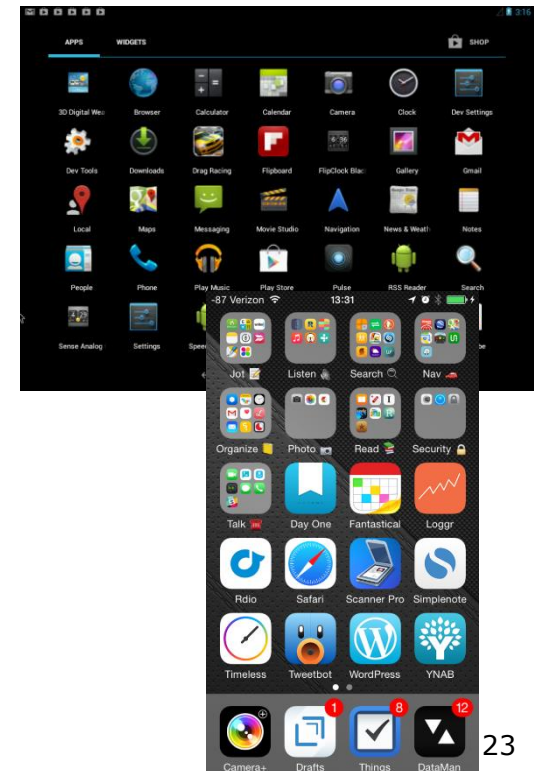 3:16
APPS WIDGETS SHOP
3D Digital Wea Browser Calculator Calendar Camera Clock Dev Settings
Dev Tools Downloads Drag Racing Flipboard FlipClock Blac Gallery Gmail
Local Maps Messaging Movie Studio Navigation News & Weath Notes
People Phone Play Music Play Store Pulse RSS Reader Search
Sense Analog Settings Spee
-87 Verizon 13:31
Jot Listen Search Nav
Organize Photo Read Security
Talk Day One Fantastical Loggr
Rdio Safari Scanner Pro Simplenote
Timeless Tweetbot WordPress YNAB
1 8 12
Camera+ Drafts Things DataMan
23